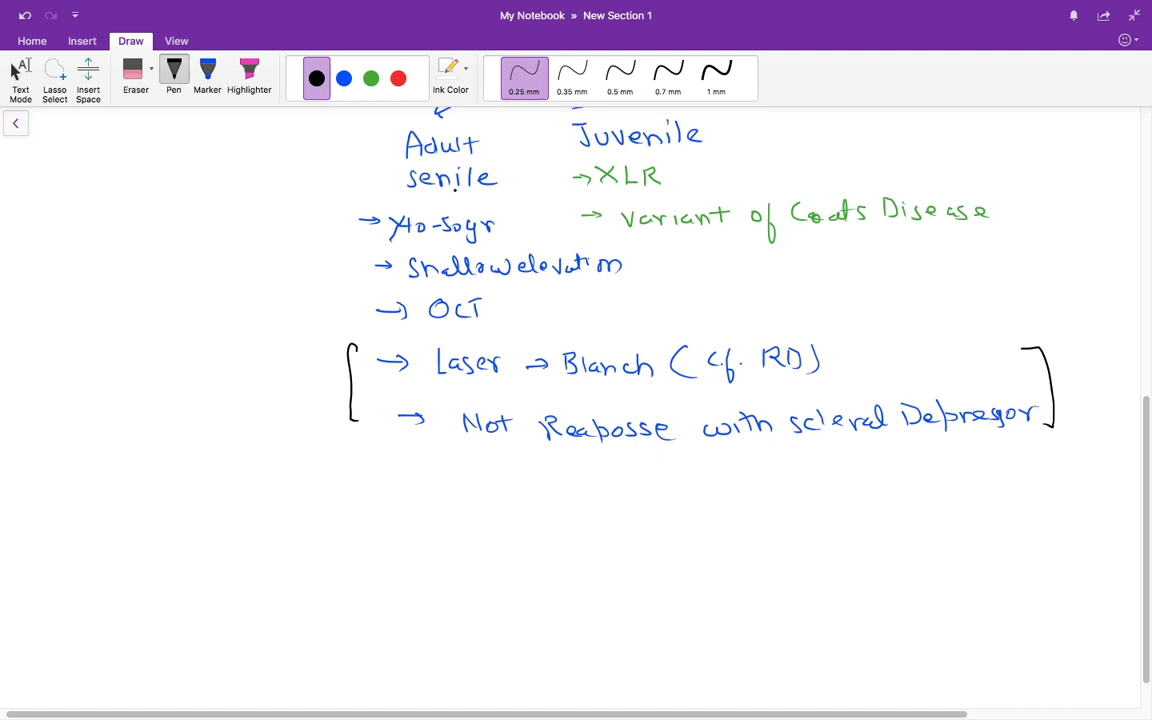 My Notebook » New Section 1
Home Insert Draw View
Text Mode
Lasso Select
Insert Space
Eraser
Pen
Marker
Highlighter
Ink Color
0.25 mm 0.35 mm 0.5 mm 0.7 mm 1 mm
Adult Juvenile
senile → XLR
→ 40-50yr → Variant of Coats Disease
→ Shallow elevation
→ OCT
→ Laser → Blanch (cf. RD)
→ Not Reaposse with scleral Depressor